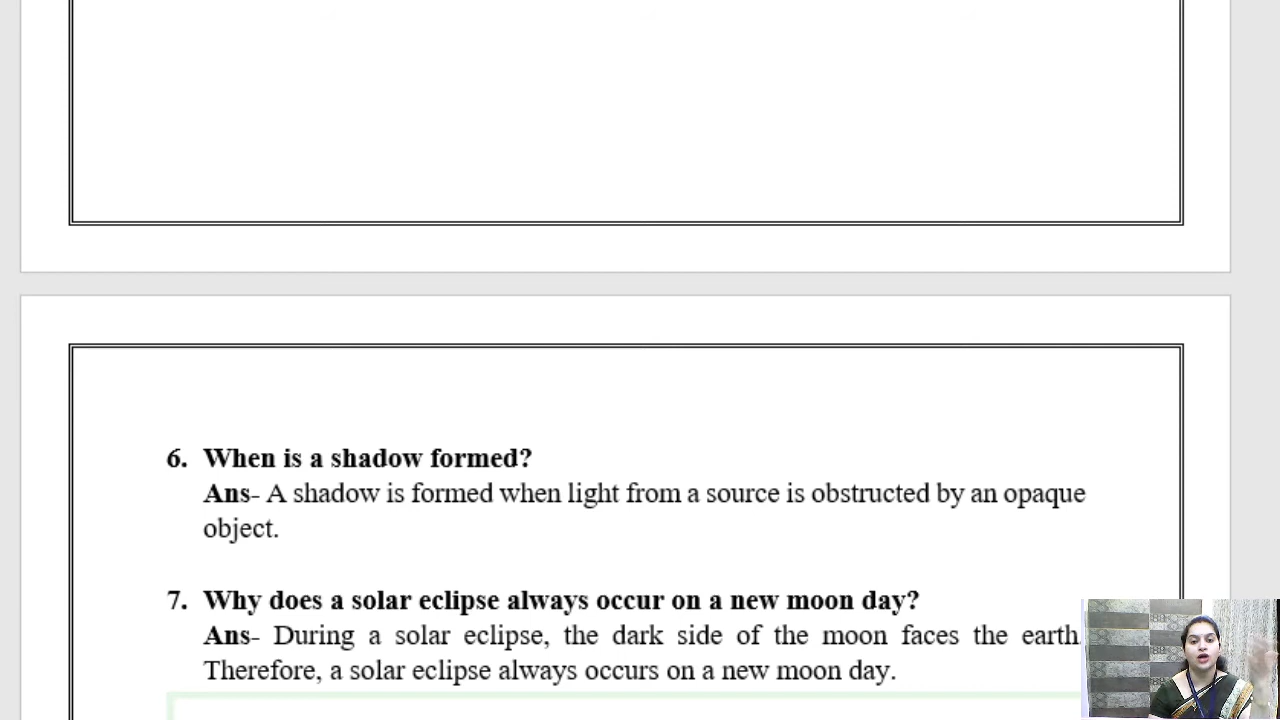 6. When is a shadow formed?
Ans- A shadow is formed when light from a source is obstructed by an opaque
object.
7. Why does a solar eclipse always occur on a new moon day?
Ans- During a solar eclipse, the dark side of the moon faces the earth.
Therefore, a solar eclipse always occurs on a new moon day.